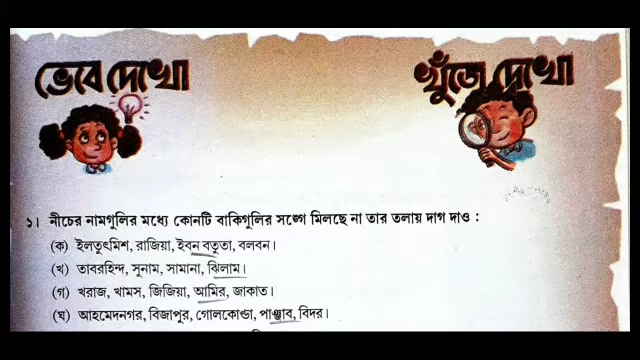 ভেবে দেখো
খুঁজে দেখো
১। নীচের নামগুলির মধ্যে কোনটি বাকিগুলির সঙ্গে মিলছে না তার তলায় দাগ দাও :
(ক) ইলতুৎমিশ, রাজিয়া, ইবন বতুতা, বলবন।
(খ) তাবরহিন্দ, সুনাম, সামানা, ঝিলাম।
(গ) খরাজ, খামস, জিজিয়া, আমির, জাকাত।
(ঘ) আহমেদনগর, বিজাপুর, গোলকোন্ডা, পাঞ্জাব, বিদর।